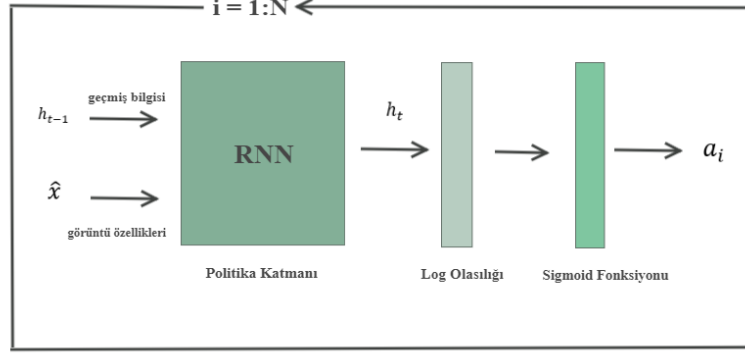 i = 1:N
geçmiş bilgisi
h_{t−1}
RNN
h_t
a_i
x̂
görüntü özellikleri
Politika Katmanı
Log Olasılığı
Sigmoid Fonksiyonu